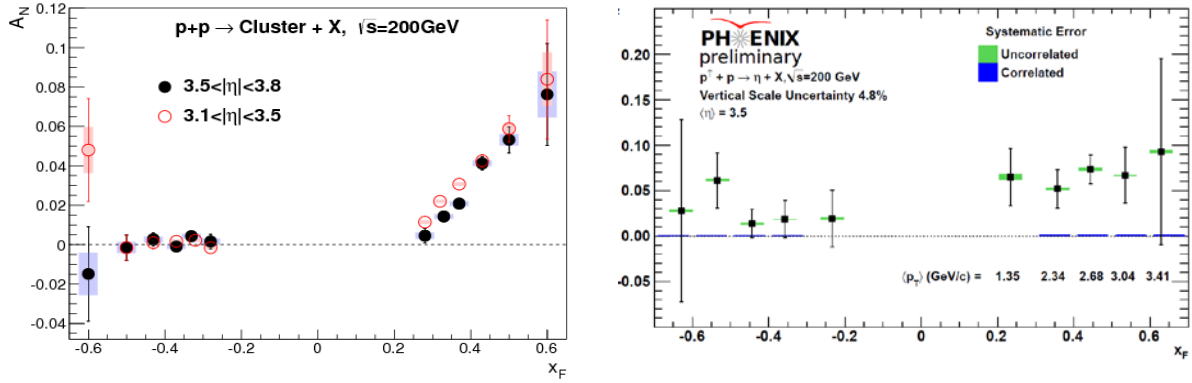 A_N
p+p → Cluster + X, √s=200GeV
3.5<|η|<3.8
3.1<|η|<3.5
0.12
0.1
0.08
0.06
0.04
0.02
0
-0.02
-0.04
-0.6 -0.4 -0.2 0 0.2 0.4 0.6
x_F
PHENIX
preliminary
p↑ + p → η + X,√s=200 GeV
Vertical Scale Uncertainty 4.8%
⟨η⟩ = 3.5
Systematic Error
Uncorrelated
Correlated
0.20
0.15
0.10
0.05
0.00
-0.05
⟨p_T⟩ (GeV/c) = 1.35 2.34 2.68 3.04 3.41
-0.6 -0.4 -0.2 0.0 0.2 0.4 0.6
x_F